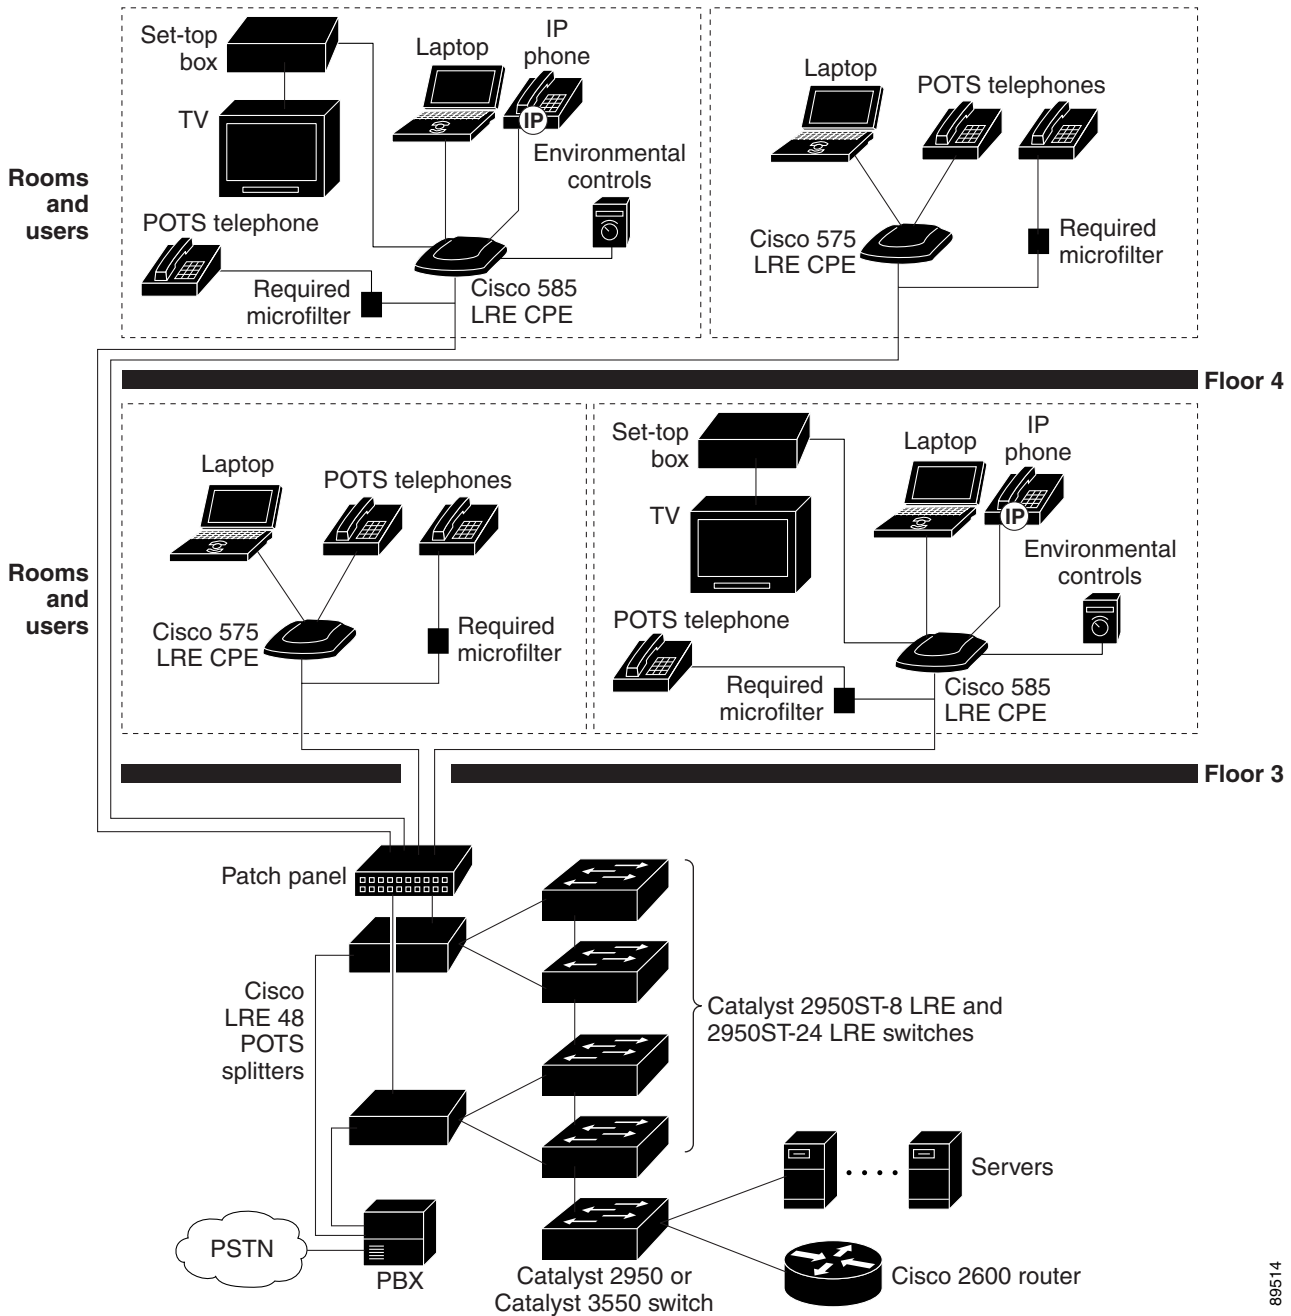 Set-top
box
TV
Laptop
IP
phone
IP
Environmental
controls
POTS telephone
Required
microfilter
Cisco 585
LRE CPE
Laptop
POTS telephones
Cisco 575
LRE CPE
Required
microfilter
Rooms
and
users
Floor 4
Laptop
POTS telephones
Cisco 575
LRE CPE
Required
microfilter
Set-top
box
TV
Laptop
IP
phone
IP
Environmental
controls
POTS telephone
Required
microfilter
Cisco 585
LRE CPE
Rooms
and
users
Floor 3
Patch panel
Cisco
LRE 48
POTS
splitters
Catalyst 2950ST-8 LRE and
2950ST-24 LRE switches
Servers
PSTN
PBX
Catalyst 2950 or
Catalyst 3550 switch
Cisco 2600 router
89514